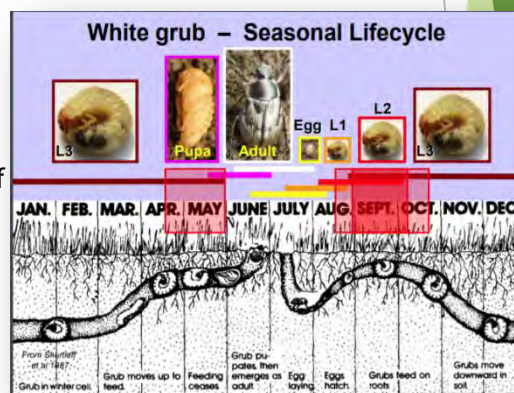 White grub – Seasonal Lifecycle
L3
Pupa
Adult
Egg
L1
L2
L3
f
JAN. FEB. MAR. APR. MAY JUNE JULY AUG. SEPT. OCT. NOV. DEC
From Shurtleff
et al 1987
Grub in winter cell.
Grub moves up to
feed.
Feeding
ceases.
Grub pu-
pates, then
emerges as
adult.
Egg
laying.
Eggs
hatch.
Grubs feed on
roots
Grubs move
downward in
soil.